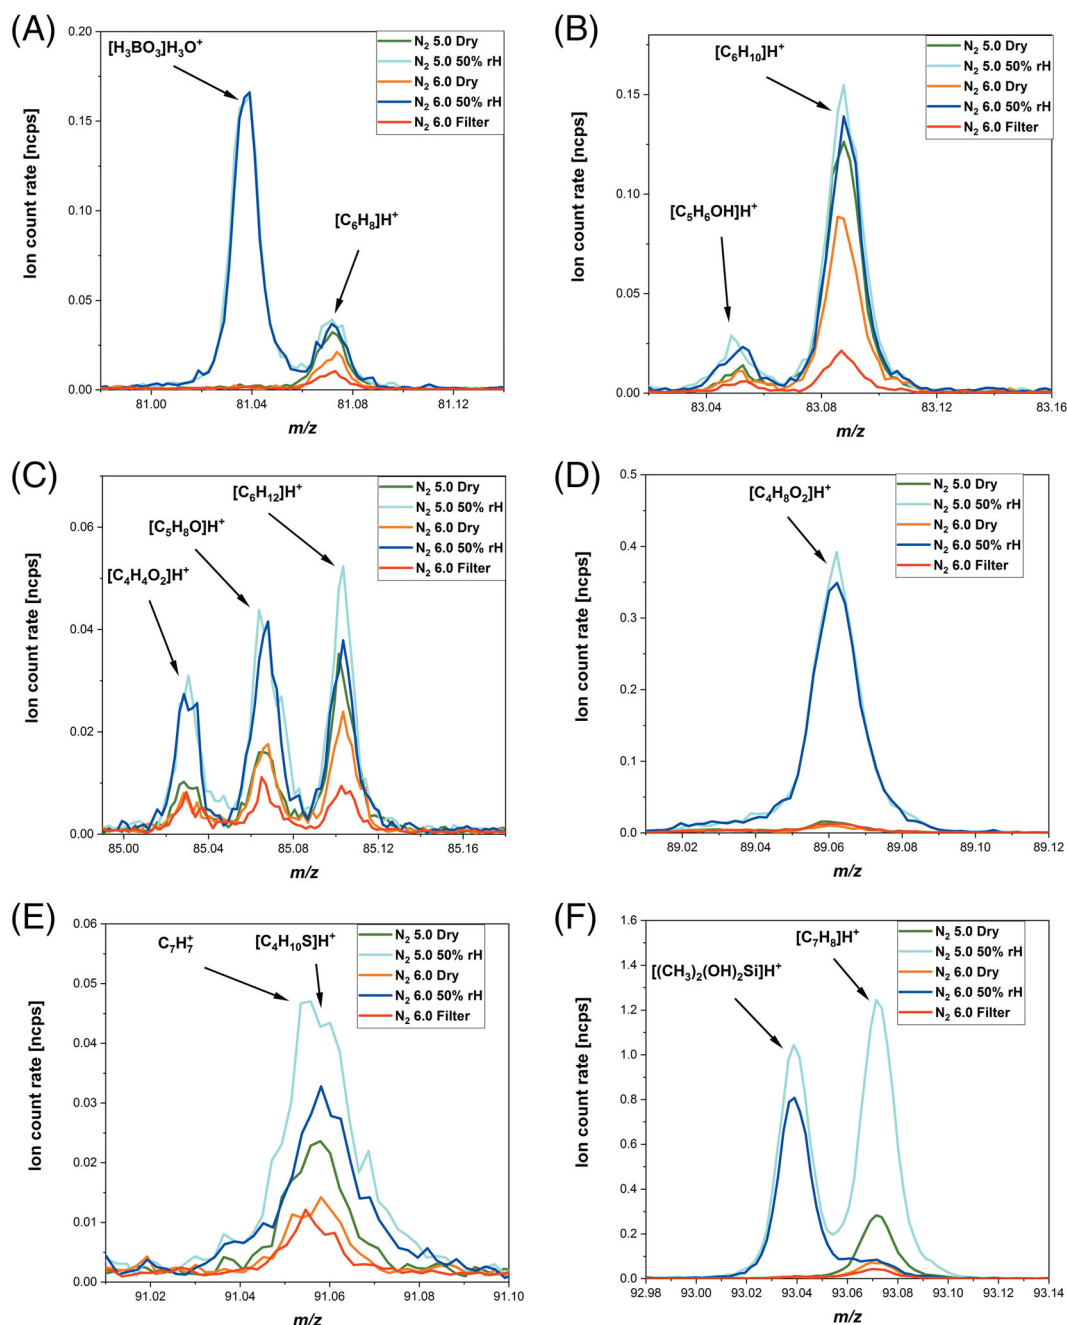 (A)
[H₃BO₃]H₃O⁺
[C₆H₈]H⁺
N₂ 5.0 Dry
N₂ 5.0 50% rH
N₂ 6.0 Dry
N₂ 6.0 50% rH
N₂ 6.0 Filter
Ion count rate [ncps]
0.20
0.15
0.10
0.05
0.00
81.00 81.04 81.08 81.12
m/z
(B)
[C₆H₁₀]H⁺
[C₅H₆OH]H⁺
N₂ 5.0 Dry
N₂ 5.0 50% rH
N₂ 6.0 Dry
N₂ 6.0 50% rH
N₂ 6.0 Filter
Ion count rate [ncps]
0.15
0.10
0.05
0.00
83.04 83.08 83.12 83.16
m/z
(C)
[C₆H₁₂]H⁺
[C₅H₈O]H⁺
[C₄H₄O₂]H⁺
N₂ 5.0 Dry
N₂ 5.0 50% rH
N₂ 6.0 Dry
N₂ 6.0 50% rH
N₂ 6.0 Filter
Ion count rate [ncps]
0.06
0.04
0.02
0.00
85.00 85.04 85.08 85.12 85.16
m/z
(D)
[C₄H₈O₂]H⁺
N₂ 5.0 Dry
N₂ 5.0 50% rH
N₂ 6.0 Dry
N₂ 6.0 50% rH
N₂ 6.0 Filter
Ion count rate [ncps]
0.5
0.4
0.3
0.2
0.1
0.0
89.02 89.04 89.06 89.08 89.10 89.12
m/z
(E)
C₇H₇⁺
[C₄H₁₀S]H⁺
N₂ 5.0 Dry
N₂ 5.0 50% rH
N₂ 6.0 Dry
N₂ 6.0 50% rH
N₂ 6.0 Filter
Ion count rate [ncps]
0.06
0.05
0.04
0.03
0.02
0.01
0.00
91.02 91.04 91.06 91.08 91.10
m/z
(F)
[C₇H₈]H⁺
[(CH₃)₂(OH)₂Si]H⁺
N₂ 5.0 Dry
N₂ 5.0 50% rH
N₂ 6.0 Dry
N₂ 6.0 50% rH
N₂ 6.0 Filter
Ion count rate [ncps]
1.6
1.4
1.2
1.0
0.8
0.6
0.4
0.2
0.0
92.98 93.00 93.02 93.04 93.06 93.08 93.10 93.12 93.14
m/z